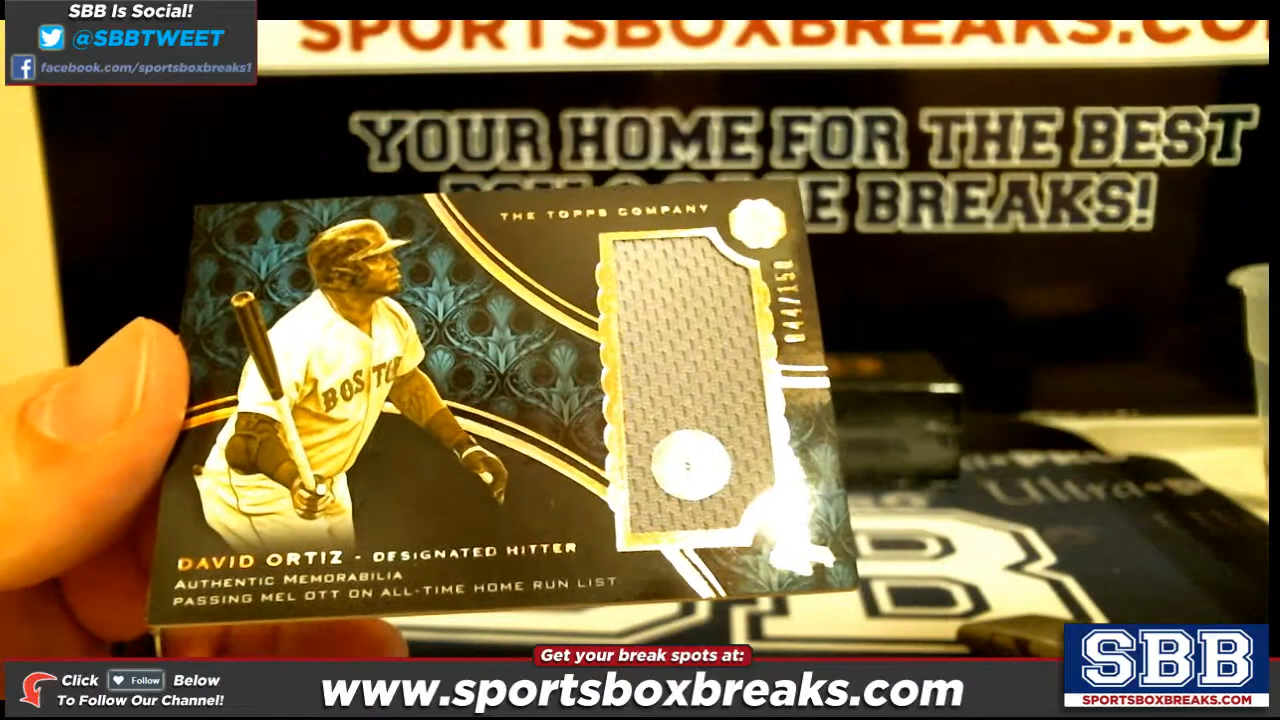 SBB Is Social!
@SBBTWEET
facebook.com/sportsboxbreaks1
SPORTSBOXBREAKS.CO
YOUR HOME FOR THE BEST
BREAKS!
THE TOPPS COMPANY
044/150
BOSTON
DAVID ORTIZ - DESIGNATED HITTER
AUTHENTIC MEMORABILIA
PASSING MEL OTT ON ALL-TIME HOME RUN LIST
Ultra
B
Get your break spots at:
Click Follow Below
To Follow Our Channel!
www.sportsboxbreaks.com
SBB
SPORTSBOXBREAKS.COM